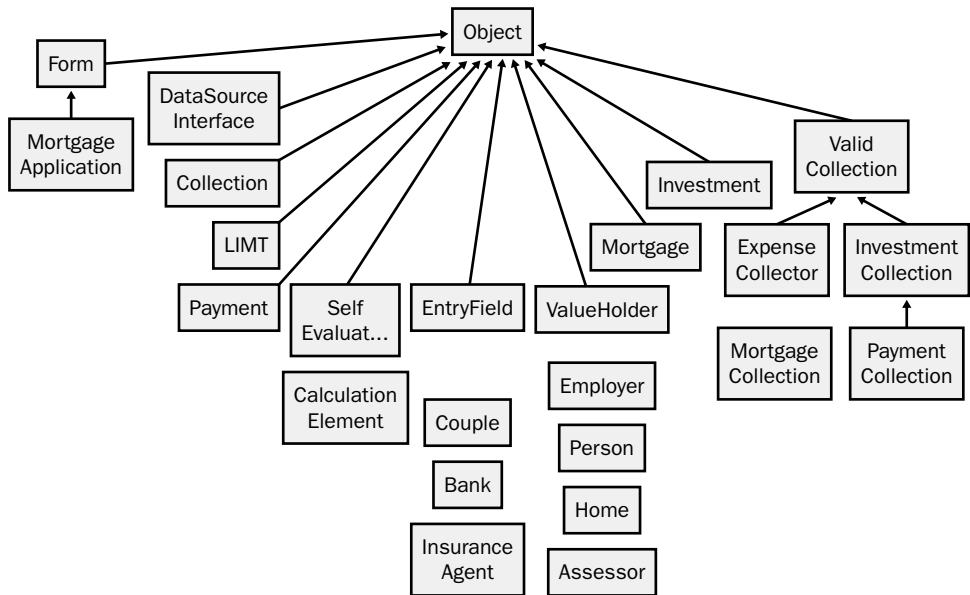 Object
Form
DataSource
Interface
Mortgage
Application
Valid
Collection
Collection
Investment
LIMT
Mortgage
Expense
Collector
Investment
Collection
Payment
Self
Evaluat...
EntryField
ValueHolder
Mortgage
Collection
Payment
Collection
Calculation
Element
Employer
Couple
Person
Bank
Home
Insurance
Agent
Assessor